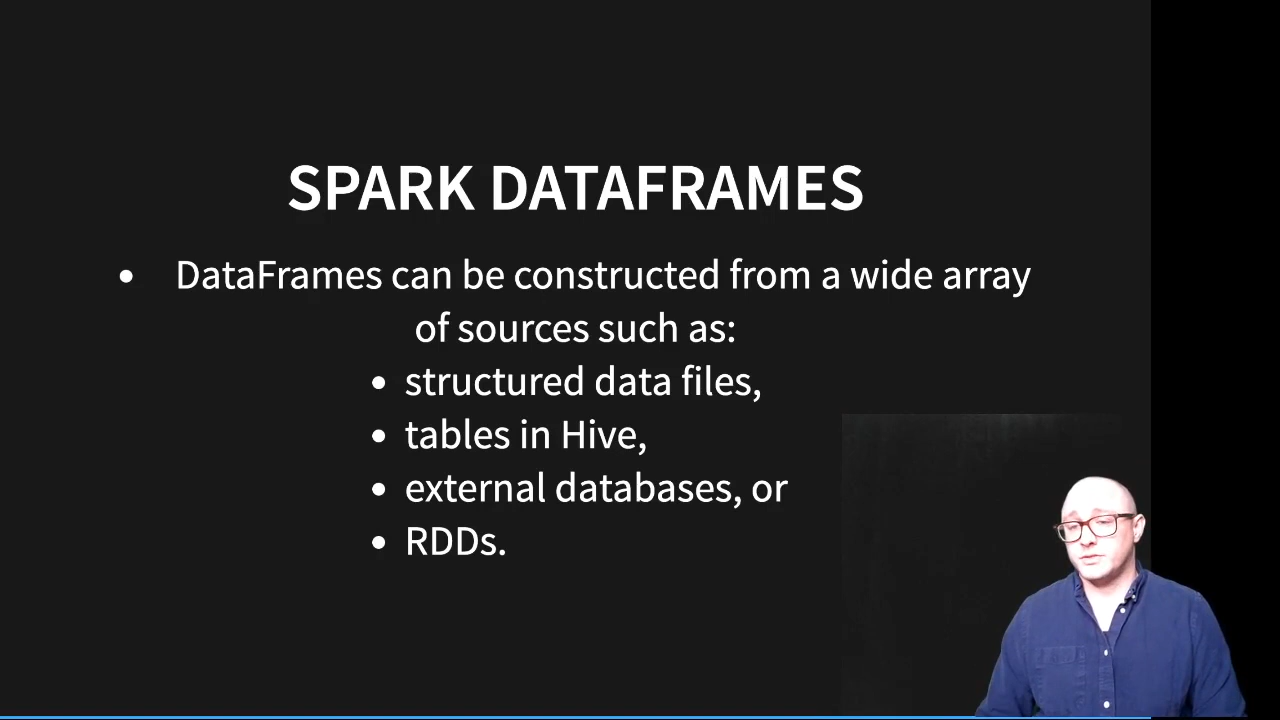 SPARK DATAFRAMES
• DataFrames can be constructed from a wide array
of sources such as:
• structured data files,
• tables in Hive,
• external databases, or
• RDDs.